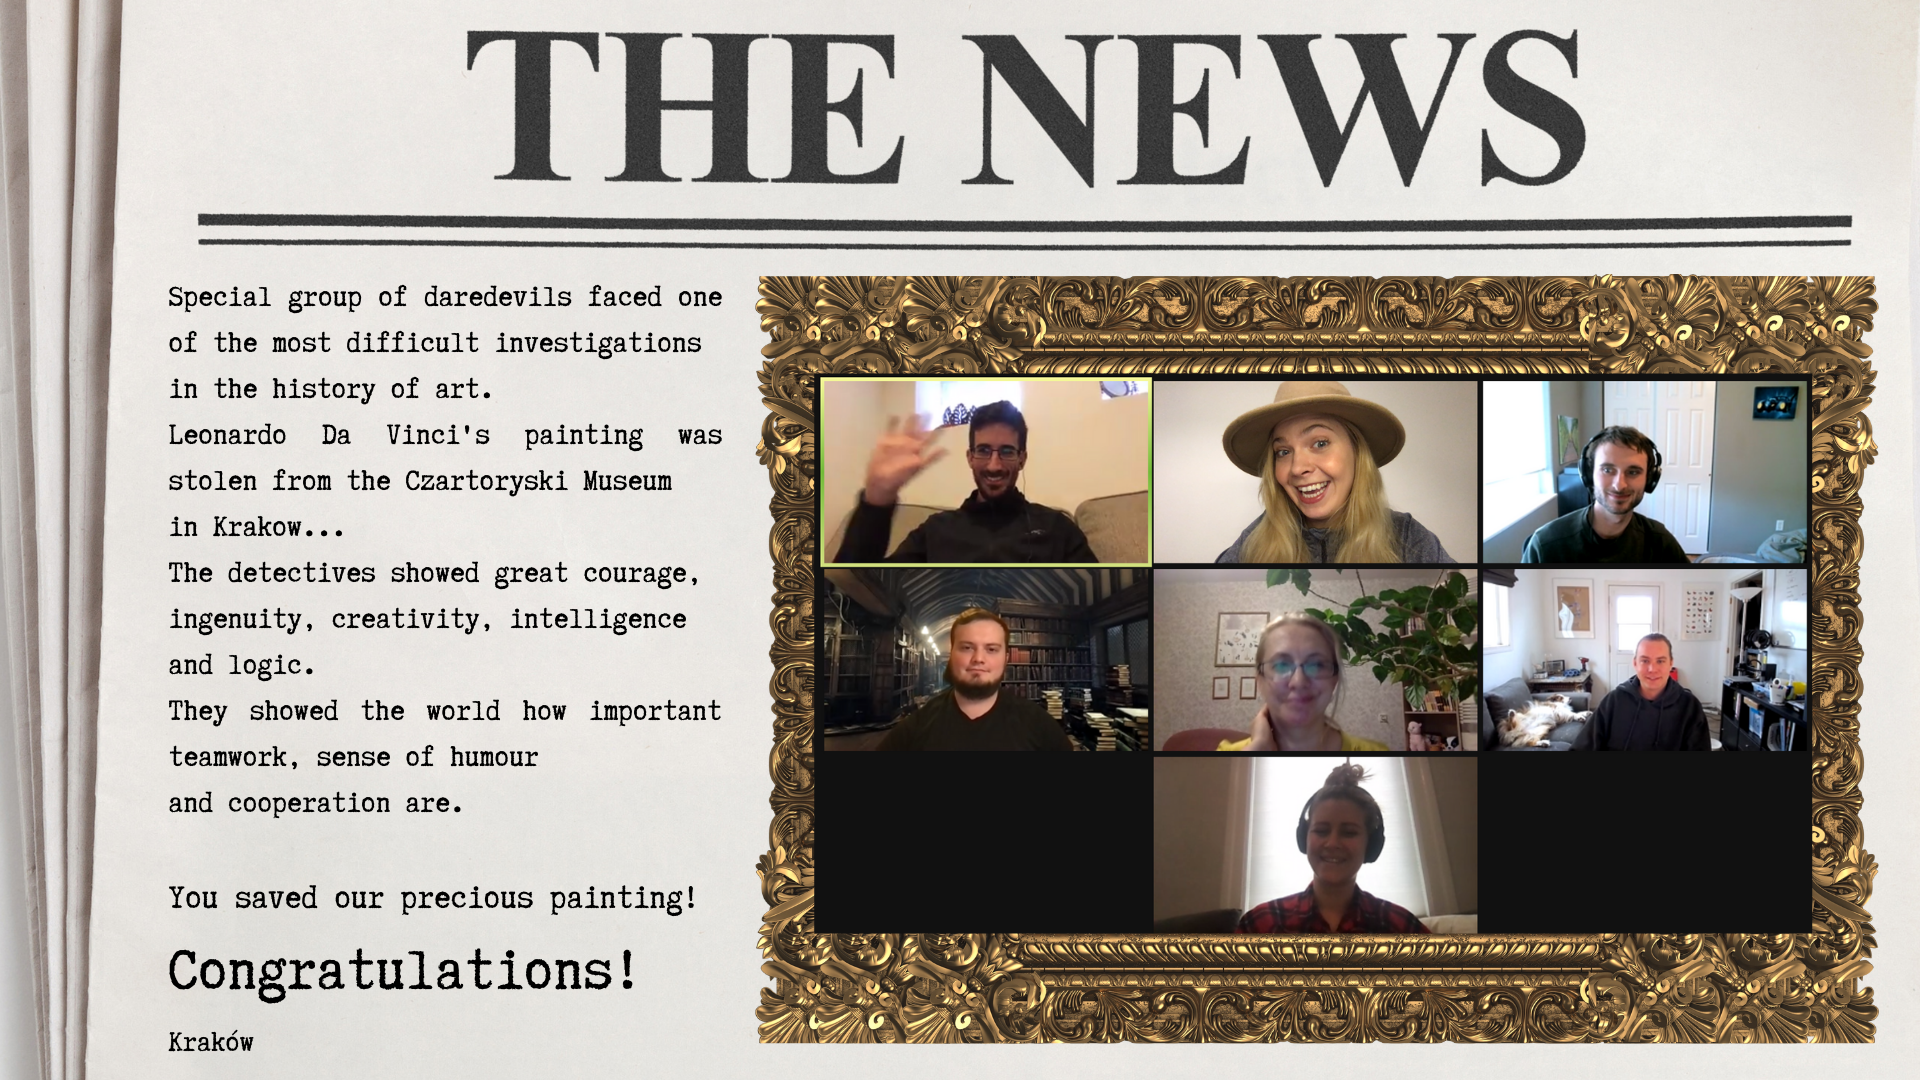 THE NEWS
Special group of daredevils faced one
of the most difficult investigations
in the history of art.
Leonardo Da Vinci's painting was
stolen from the Czartoryski Museum
in Krakow...
The detectives showed great courage,
ingenuity, creativity, intelligence
and logic.
They showed the world how important
teamwork, sense of humour
and cooperation are.
You saved our precious painting!
Congratulations!
Kraków